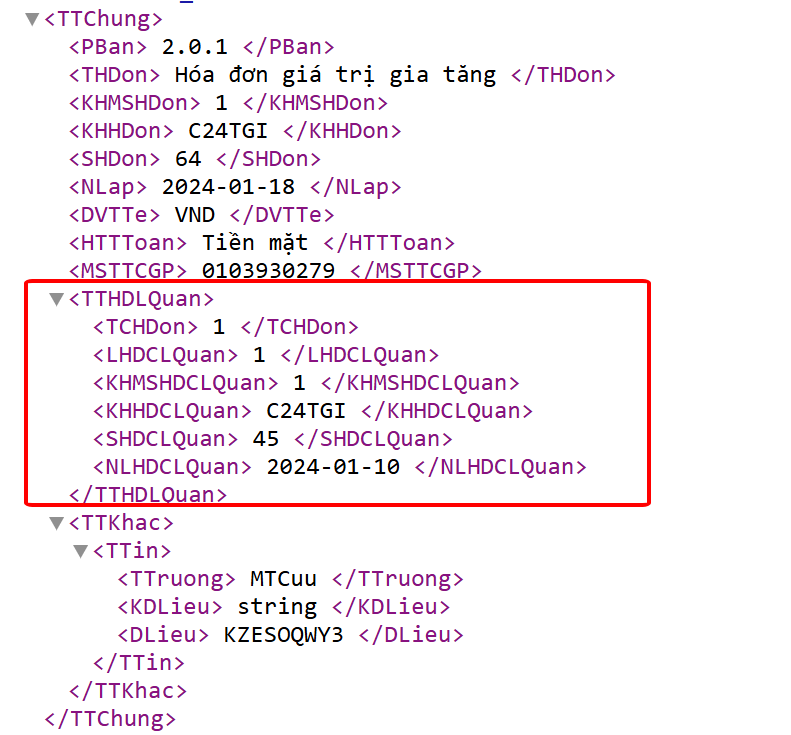 <TTChung>
<PBan> 2.0.1 </PBan>
<THDon> Hóa đơn giá trị gia tăng </THDon>
<KHMSHDon> 1 </KHMSHDon>
<KHHDon> C24TGI </KHHDon>
<SHDon> 64 </SHDon>
<NLap> 2024-01-18 </NLap>
<DVTTe> VND </DVTTe>
<HTTToan> Tiền mặt </HTTToan>
<MSTTCGP> 0103930279 </MSTTCGP>
<TTHDLQuan>
<TCHDon> 1 </TCHDon>
<LHDCLQuan> 1 </LHDCLQuan>
<KHMSHDCLQuan> 1 </KHMSHDCLQuan>
<KHHDCLQuan> C24TGI </KHHDCLQuan>
<SHDCLQuan> 45 </SHDCLQuan>
<NLHDCLQuan> 2024-01-10 </NLHDCLQuan>
</TTHDLQuan>
<TTKhac>
<TTin>
<TTruong> MTCuu </TTruong>
<KDLieu> string </KDLieu>
<DLieu> KZESOQWY3 </DLieu>
</TTin>
</TTKhac>
</TTChung>